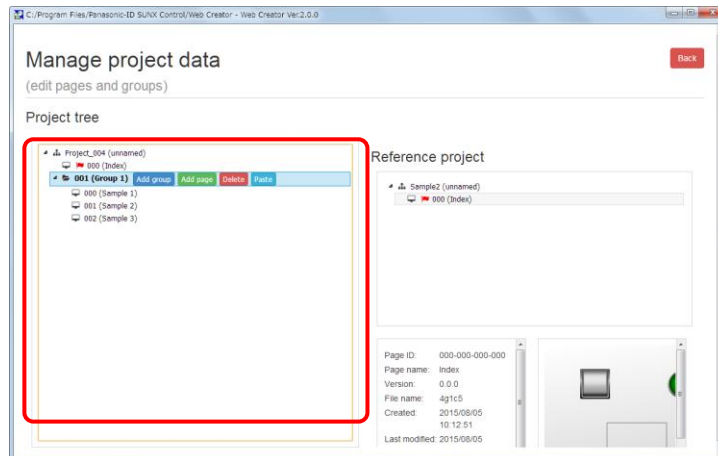 C:/Program Files/Panasonic-ID SUNX Control/Web Creator - Web Creator Ver.2.0.0
Manage project data
Back
(edit pages and groups)
Project tree
Project_004 (unnamed)
000 (Index)
001 (Group 1) Add group Add page Delete Paste
000 (Sample 1)
001 (Sample 2)
002 (Sample 3)
Reference project
Sample2 (unnamed)
000 (Index)
Page ID: 000-000-000-000
Page name: Index
Version: 0.0.0
File name: 4g1c5
Created: 2015/08/05
10:12:51
Last modified: 2015/08/05